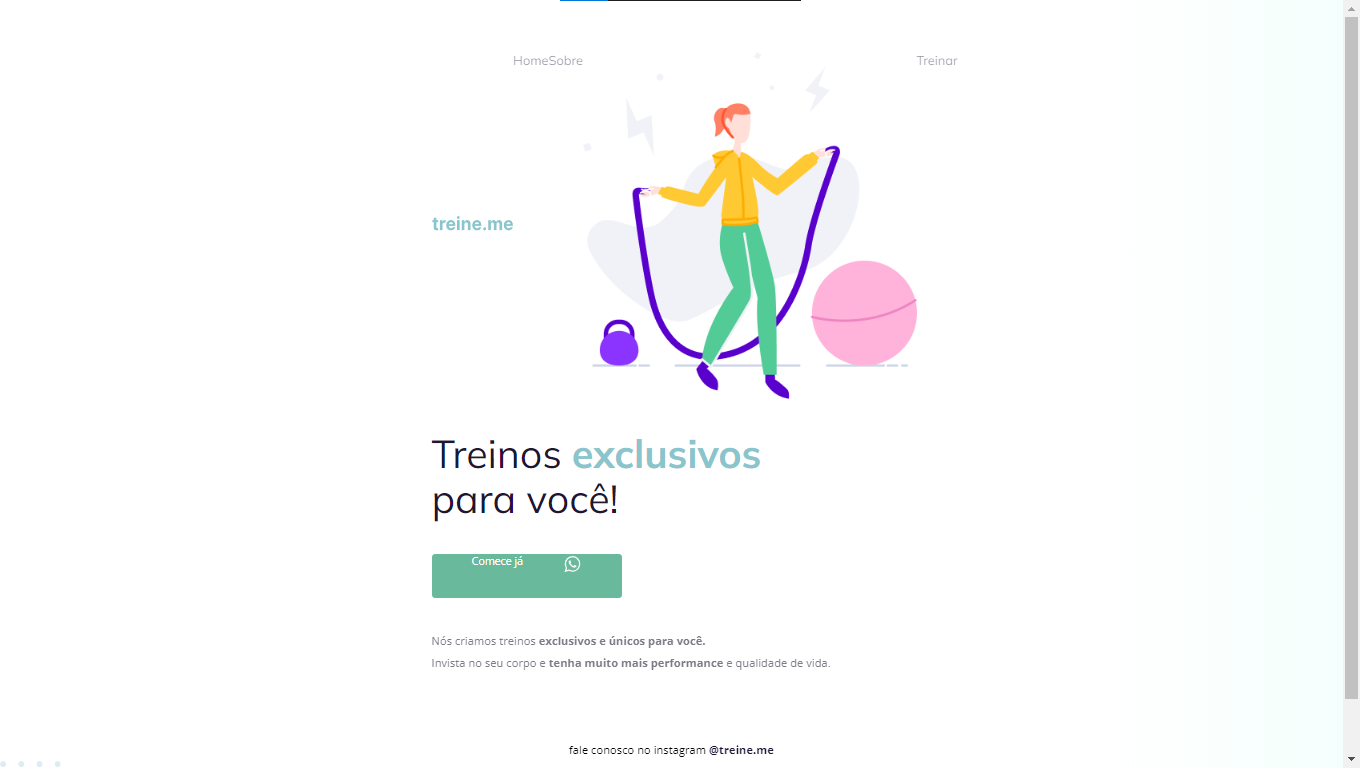 HomeSobre
Treinar
treine.me
Treinos exclusivos
para você!
Comece já
Nós criamos treinos exclusivos e únicos para você.
Invista no seu corpo e tenha muito mais performance e qualidade de vida.
fale conosco no instagram @treine.me